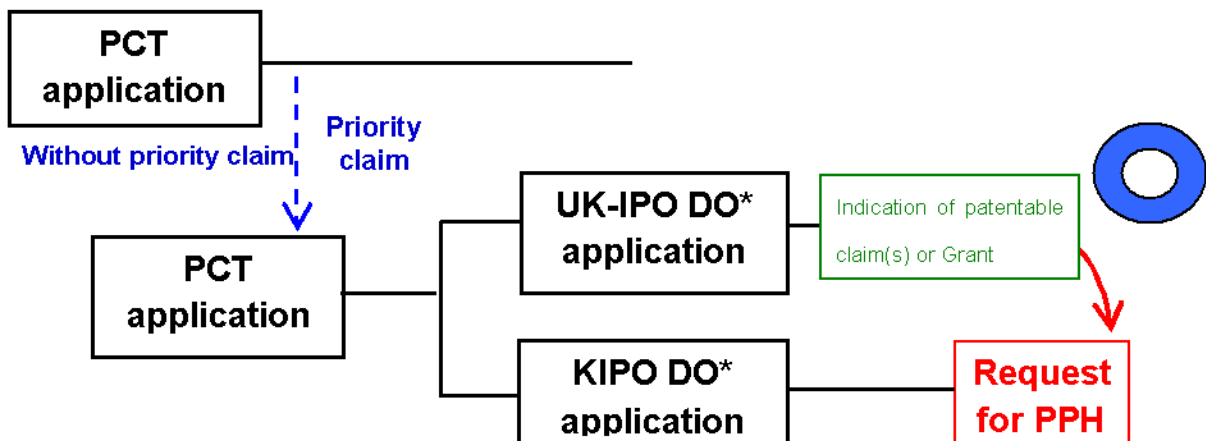 PCT
application
Without priority claim
Priority
claim
PCT
application
UK-IPO DO*
application
Indication of patentable
claim(s) or Grant
KIPO DO*
application
Request
for PPH